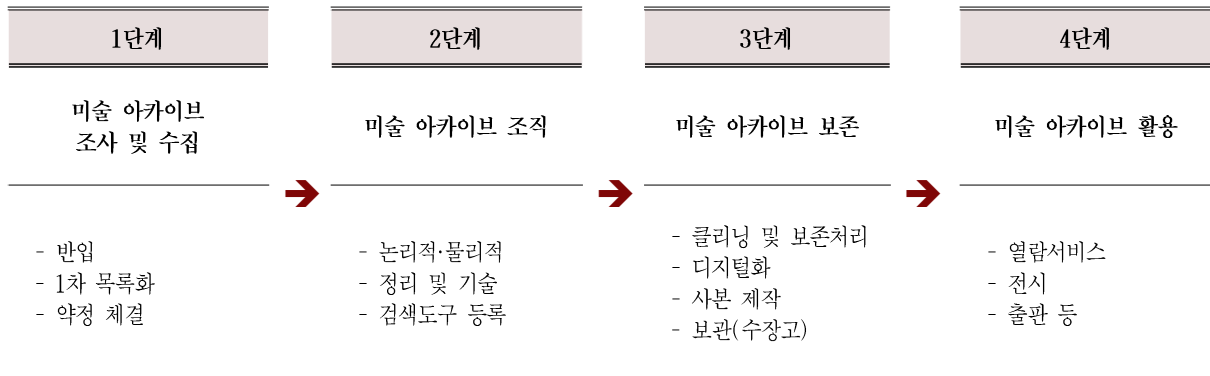 1단계
미술 아카이브
조사 및 수집
- 반입
- 1차 목록화
- 약정 체결
2단계
미술 아카이브 조직
- 논리적·물리적
- 정리 및 기술
- 검색도구 등록
3단계
미술 아카이브 보존
- 클리닝 및 보존처리
- 디지털화
- 사본 제작
- 보관(수장고)
4단계
미술 아카이브 활용
- 열람서비스
- 전시
- 출판 등